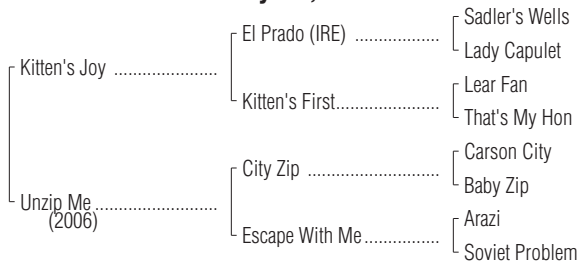 Sadler's Wells
El Prado (IRE) ..................
Lady Capulet
Kitten's Joy ......................
Lear Fan
Kitten's First......................
That's My Hon
Carson City
City Zip ......................
Baby Zip
Unzip Me ..........................
(2006)
Arazi
Escape With Me................
Soviet Problem